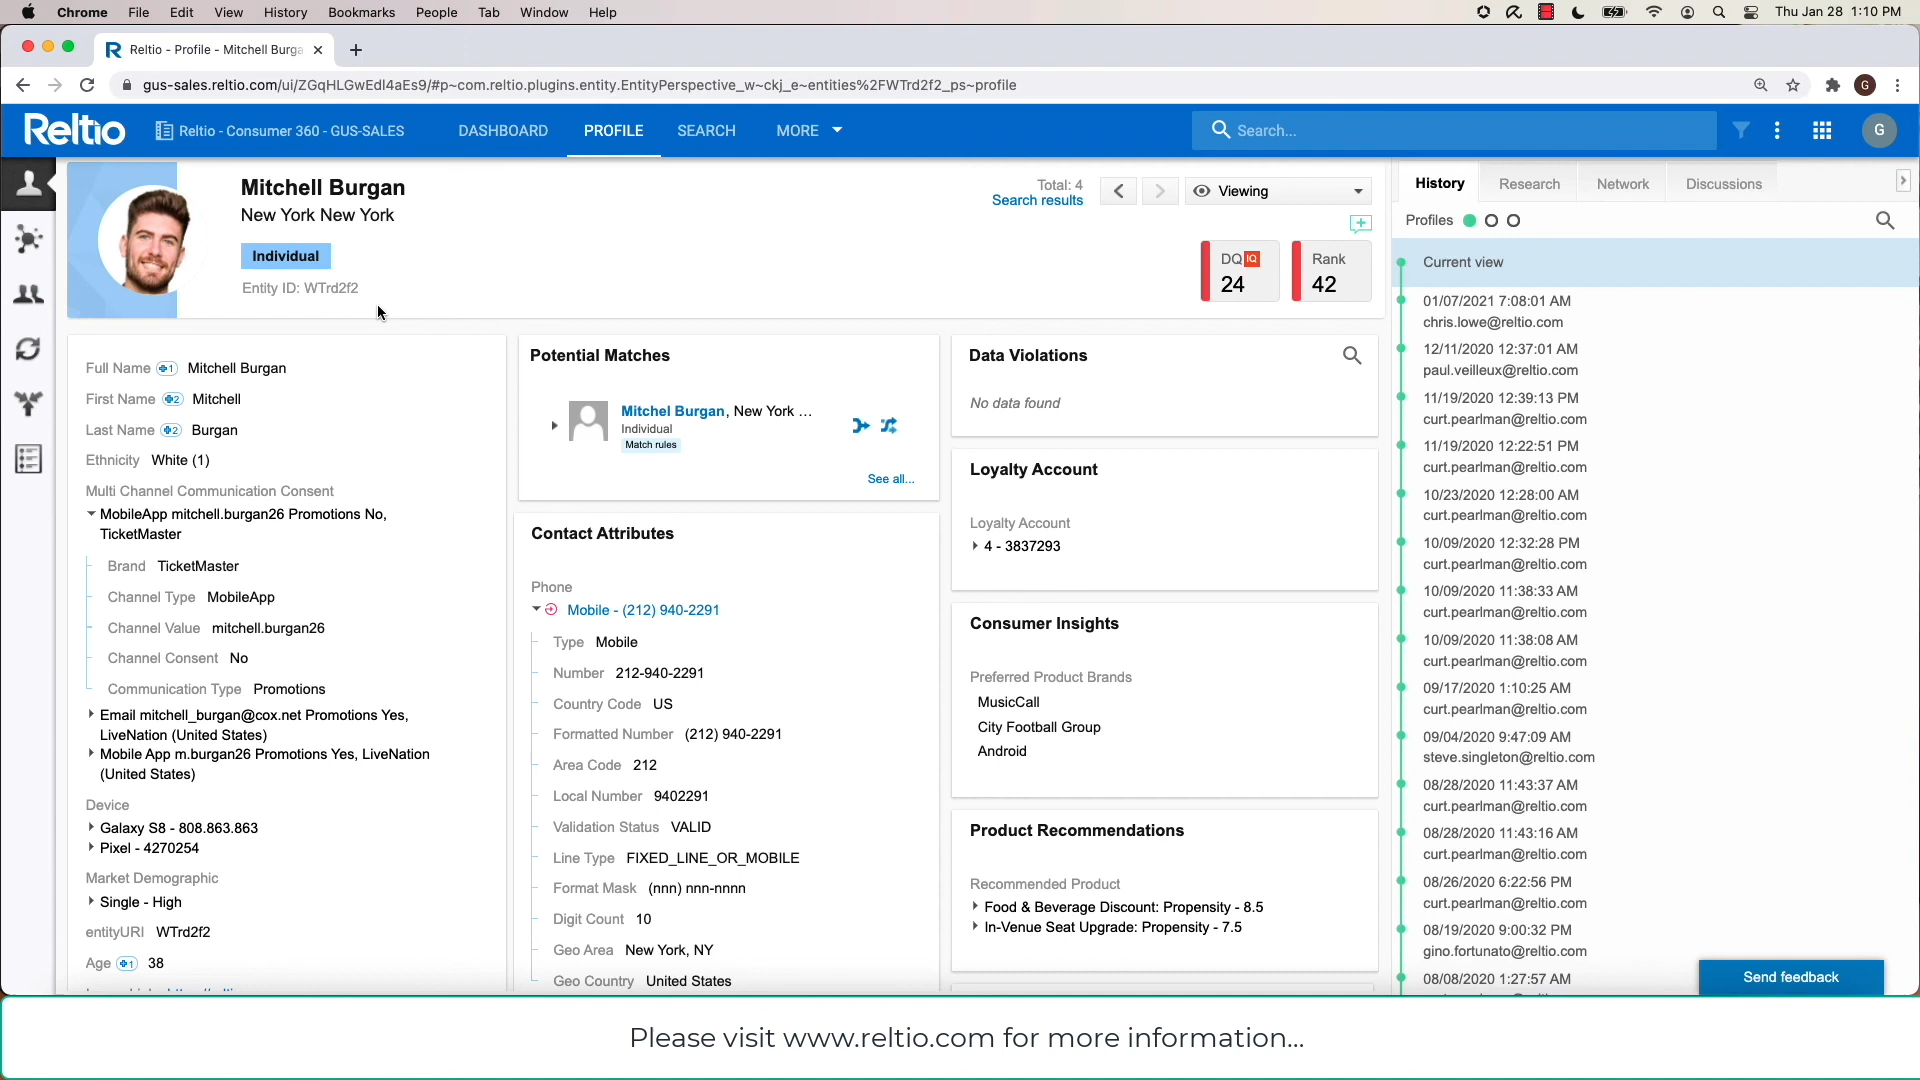 Chrome File Edit View History Bookmarks People Tab Window Help
Thu Jan 28 1:10 PM
Reltio - Profile - Mitchell Burga
gus-sales.reltio.com/ui/ZGqHLGwEdl4aEs9/#p~com.reltio.plugins.entity.EntityPerspective_w~ckj_e~entities%2FWTrd2f2_ps~profile
G
Reltio
Reltio - Consumer 360 - GUS-SALES
DASHBOARD PROFILE SEARCH MORE
Search...
G
Mitchell Burgan
New York New York
Individual
Entity ID: WTrd2f2
Total: 4
Search results
Viewing
DQ IQ
24
Rank
42
Full Name +1 Mitchell Burgan
First Name +2 Mitchell
Last Name +2 Burgan
Ethnicity White (1)
Multi Channel Communication Consent
MobileApp mitchell.burgan26 Promotions No,
TicketMaster
Brand TicketMaster
Channel Type MobileApp
Channel Value mitchell.burgan26
Channel Consent No
Communication Type Promotions
Email mitchell_burgan@cox.net Promotions Yes,
LiveNation (United States)
Mobile App m.burgan26 Promotions Yes, LiveNation
(United States)
Device
Galaxy S8 - 808.863.863
Pixel - 4270254
Market Demographic
Single - High
entityURI WTrd2f2
Age +1 38
Potential Matches
Mitchel Burgan, New York ...
Individual
Match rules
See all...
Contact Attributes
Phone
Mobile - (212) 940-2291
Type Mobile
Number 212-940-2291
Country Code US
Formatted Number (212) 940-2291
Area Code 212
Local Number 9402291
Validation Status VALID
Line Type FIXED_LINE_OR_MOBILE
Format Mask (nnn) nnn-nnnn
Digit Count 10
Geo Area New York, NY
Geo Country United States
Data Violations
No data found
Loyalty Account
Loyalty Account
4 - 3837293
Consumer Insights
Preferred Product Brands
MusicCall
City Football Group
Android
Product Recommendations
Recommended Product
Food & Beverage Discount: Propensity - 8.5
In-Venue Seat Upgrade: Propensity - 7.5
History Research Network Discussions
Profiles
Current view
01/07/2021 7:08:01 AM
chris.lowe@reltio.com
12/11/2020 12:37:01 AM
paul.veilleux@reltio.com
11/19/2020 12:39:13 PM
curt.pearlman@reltio.com
11/19/2020 12:22:51 PM
curt.pearlman@reltio.com
10/23/2020 12:28:00 AM
curt.pearlman@reltio.com
10/09/2020 12:32:28 PM
curt.pearlman@reltio.com
10/09/2020 11:38:33 AM
curt.pearlman@reltio.com
10/09/2020 11:38:08 AM
curt.pearlman@reltio.com
09/17/2020 1:10:25 AM
curt.pearlman@reltio.com
09/04/2020 9:47:09 AM
steve.singleton@reltio.com
08/28/2020 11:43:37 AM
curt.pearlman@reltio.com
08/28/2020 11:43:16 AM
curt.pearlman@reltio.com
08/26/2020 6:22:56 PM
curt.pearlman@reltio.com
08/19/2020 9:00:32 PM
gino.fortunato@reltio.com
08/08/2020 1:27:57 AM
Send feedback
Please visit www.reltio.com for more information...